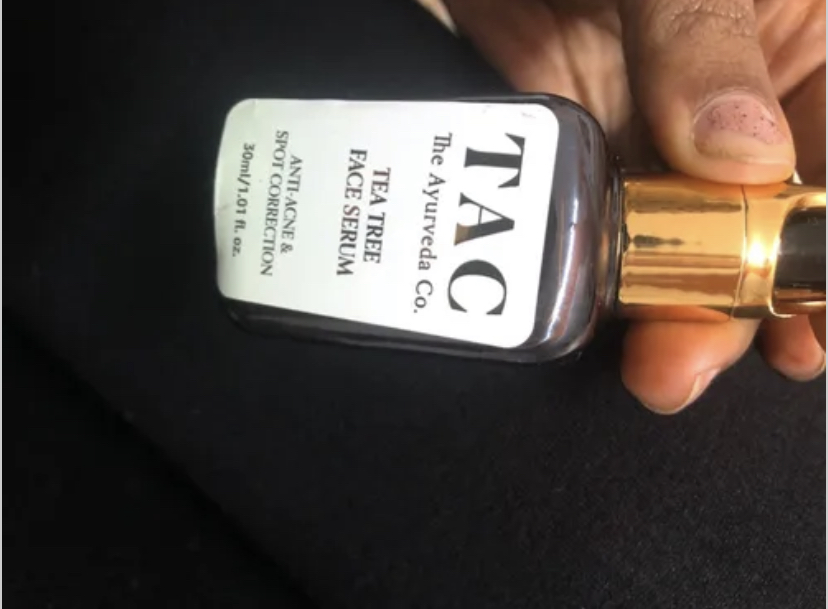 TAC
The Ayurveda Co.
TEA TREE
FACE SERUM
ANTI-ACNE &
SPOT CORRECTION
30ml/1.01 fl. oz.